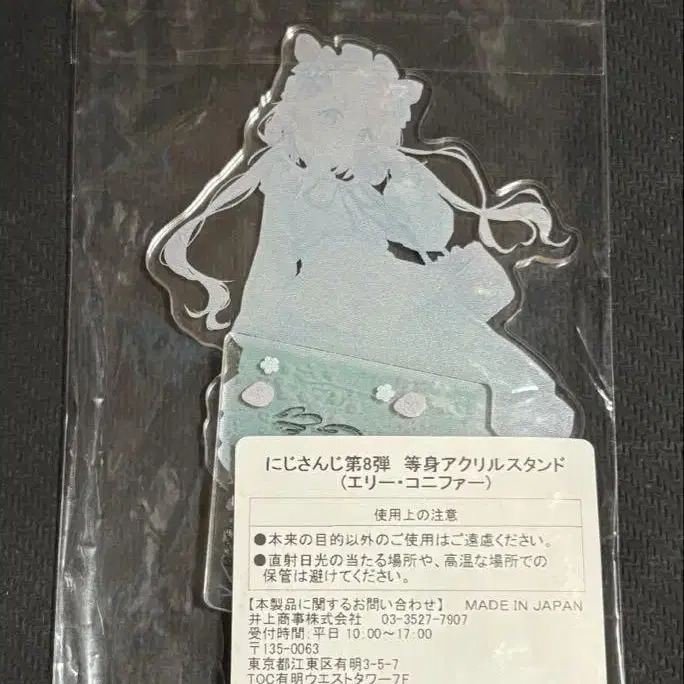 にじさんじ第8弾 等身アクリルスタンド
(エリー・コニファー)
使用上の注意
●本来の目的以外のご使用はご遠慮ください。
●直射日光の当たる場所や、高温な場所での
保管は避けてください。
【本製品に関するお問い合わせ】 MADE IN JAPAN
井上商事株式会社 03-3527-7907
受付時間:平日 10:00~17:00
〒135-0063
東京都江東区有明3-5-7
TOC有明ウエストタワー7F